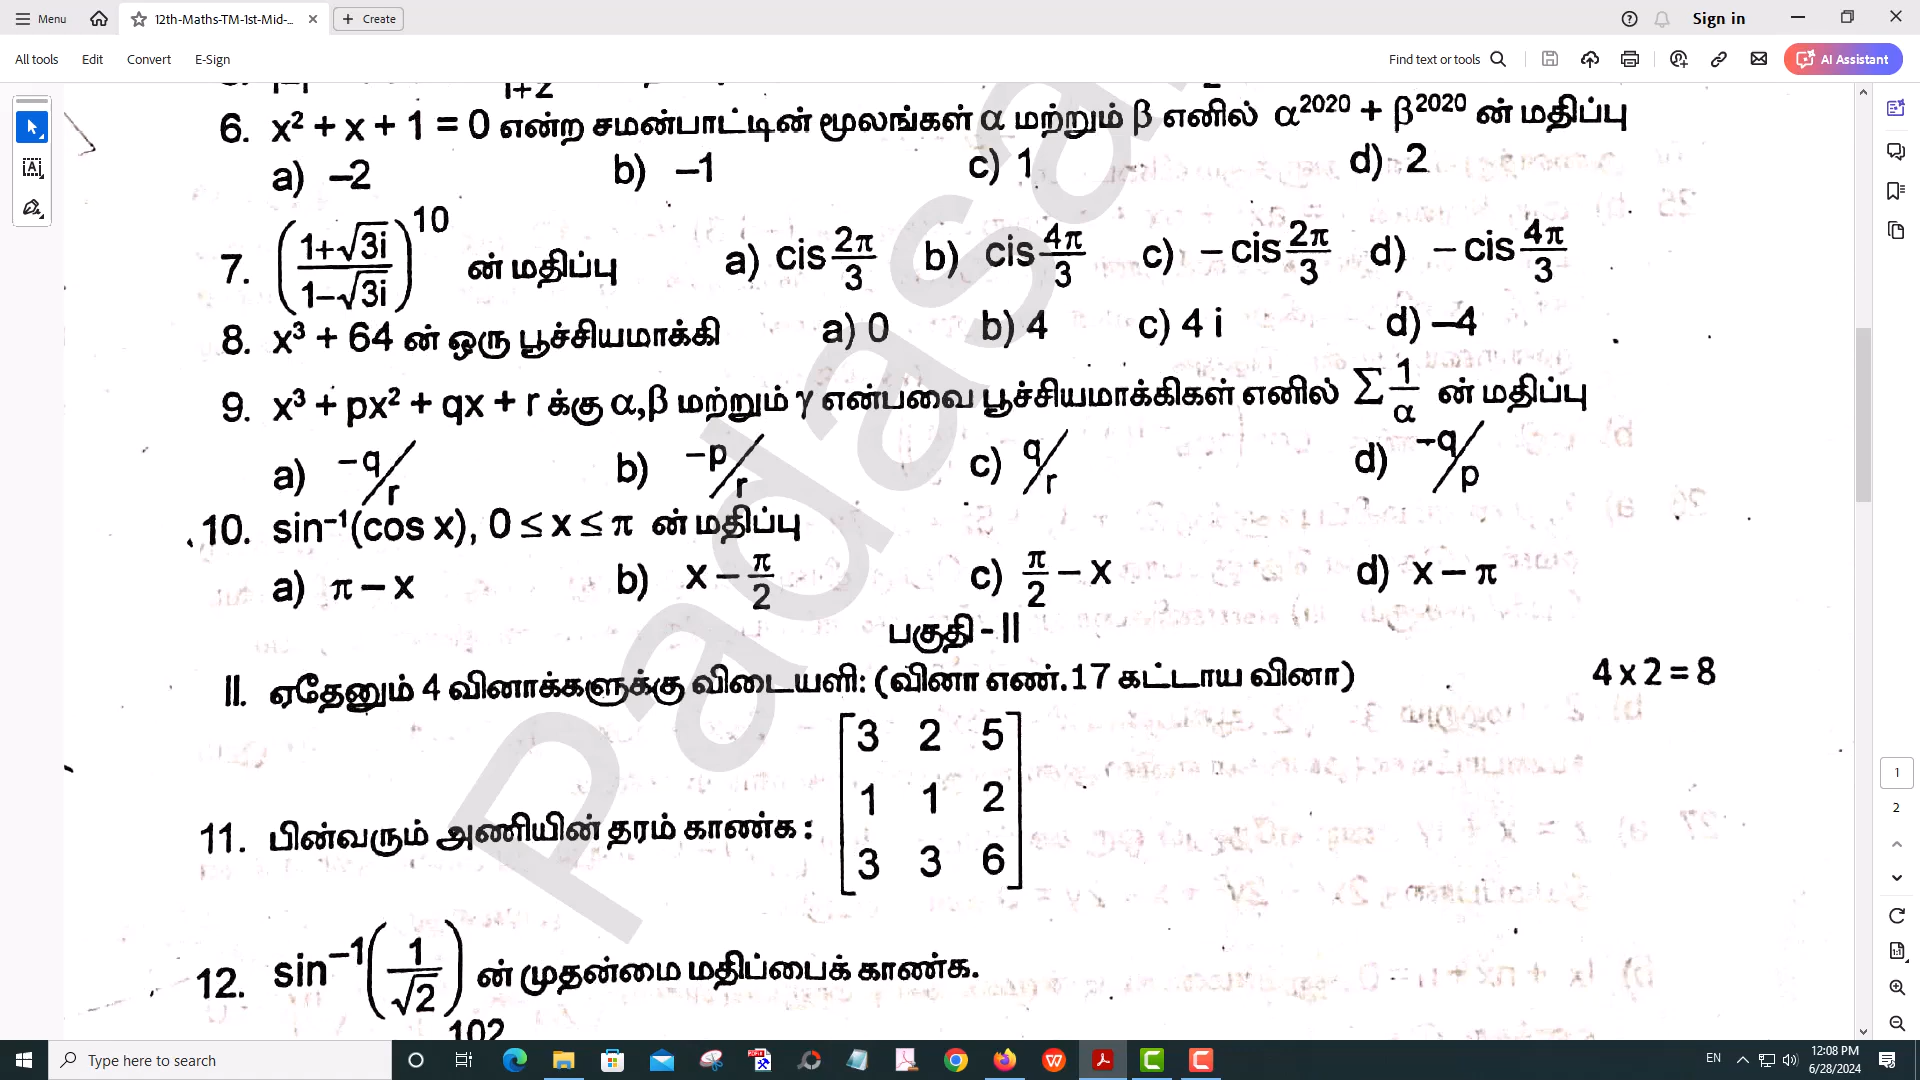 Menu 12th-Maths-TM-1st-Mid-... Create Sign in
All tools Edit Convert E-Sign Find text or tools AI Assistant
6. x² + x + 1 = 0 என்ற சமன்பாட்டின் மூலங்கள் α மற்றும் β எனில் α²⁰²⁰ + β²⁰²⁰ ன் மதிப்பு
a) –2 b) –1 c) 1 d) 2
7. ((1+√3i)/(1–√3i))¹⁰ ன் மதிப்பு a) cis 2π/3 b) cis 4π/3 c) – cis 2π/3 d) – cis 4π/3
8. x³ + 64 ன் ஒரு பூச்சியமாக்கி a) 0 b) 4 c) 4 i d) –4
9. x³ + px² + qx + r க்கு α,β மற்றும் γ என்பவை பூச்சியமாக்கிகள் எனில் Σ 1/α ன் மதிப்பு
a) –q/r b) –p/r c) q/r d) –q/p
10. sin⁻¹(cos x), 0 ≤ x ≤ π ன் மதிப்பு
a) π – x b) x – π/2 c) π/2 – x d) x – π
பகுதி – II
II. ஏதேனும் 4 வினாக்களுக்கு விடையளி: (வினா எண்.17 கட்டாய வினா) 4 x 2 = 8
11. பின்வரும் அணியின் தரம் காண்க :
3 2 5
1 1 2
3 3 6
12. sin⁻¹(1/√2) ன் முதன்மை மதிப்பைக் காண்க.
102
Padasa
1
2
Type here to search EN 12:08 PM
6/28/2024